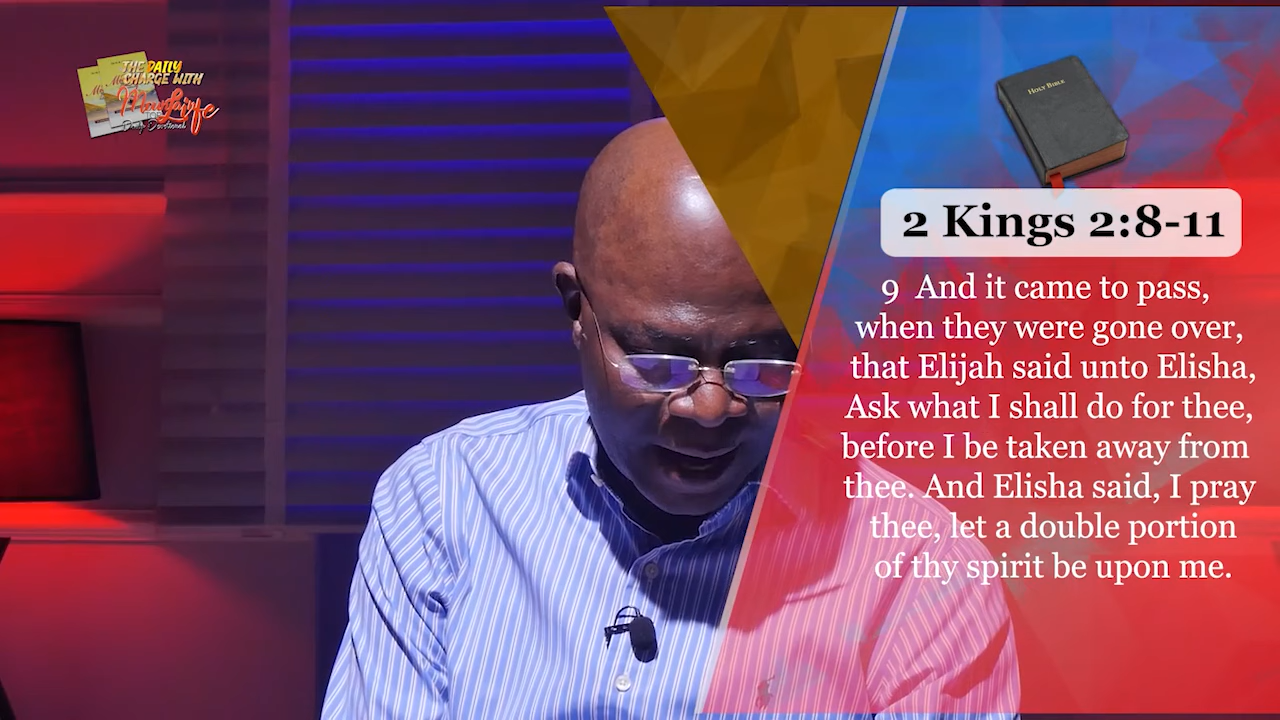 THE DAILY
CHARGE WITH
Daily Devotional
HOLY BIBLE
2 Kings 2:8-11
9 And it came to pass,
when they were gone over,
that Elijah said unto Elisha,
Ask what I shall do for thee,
before I be taken away from
thee. And Elisha said, I pray
thee, let a double portion
of thy spirit be upon me.